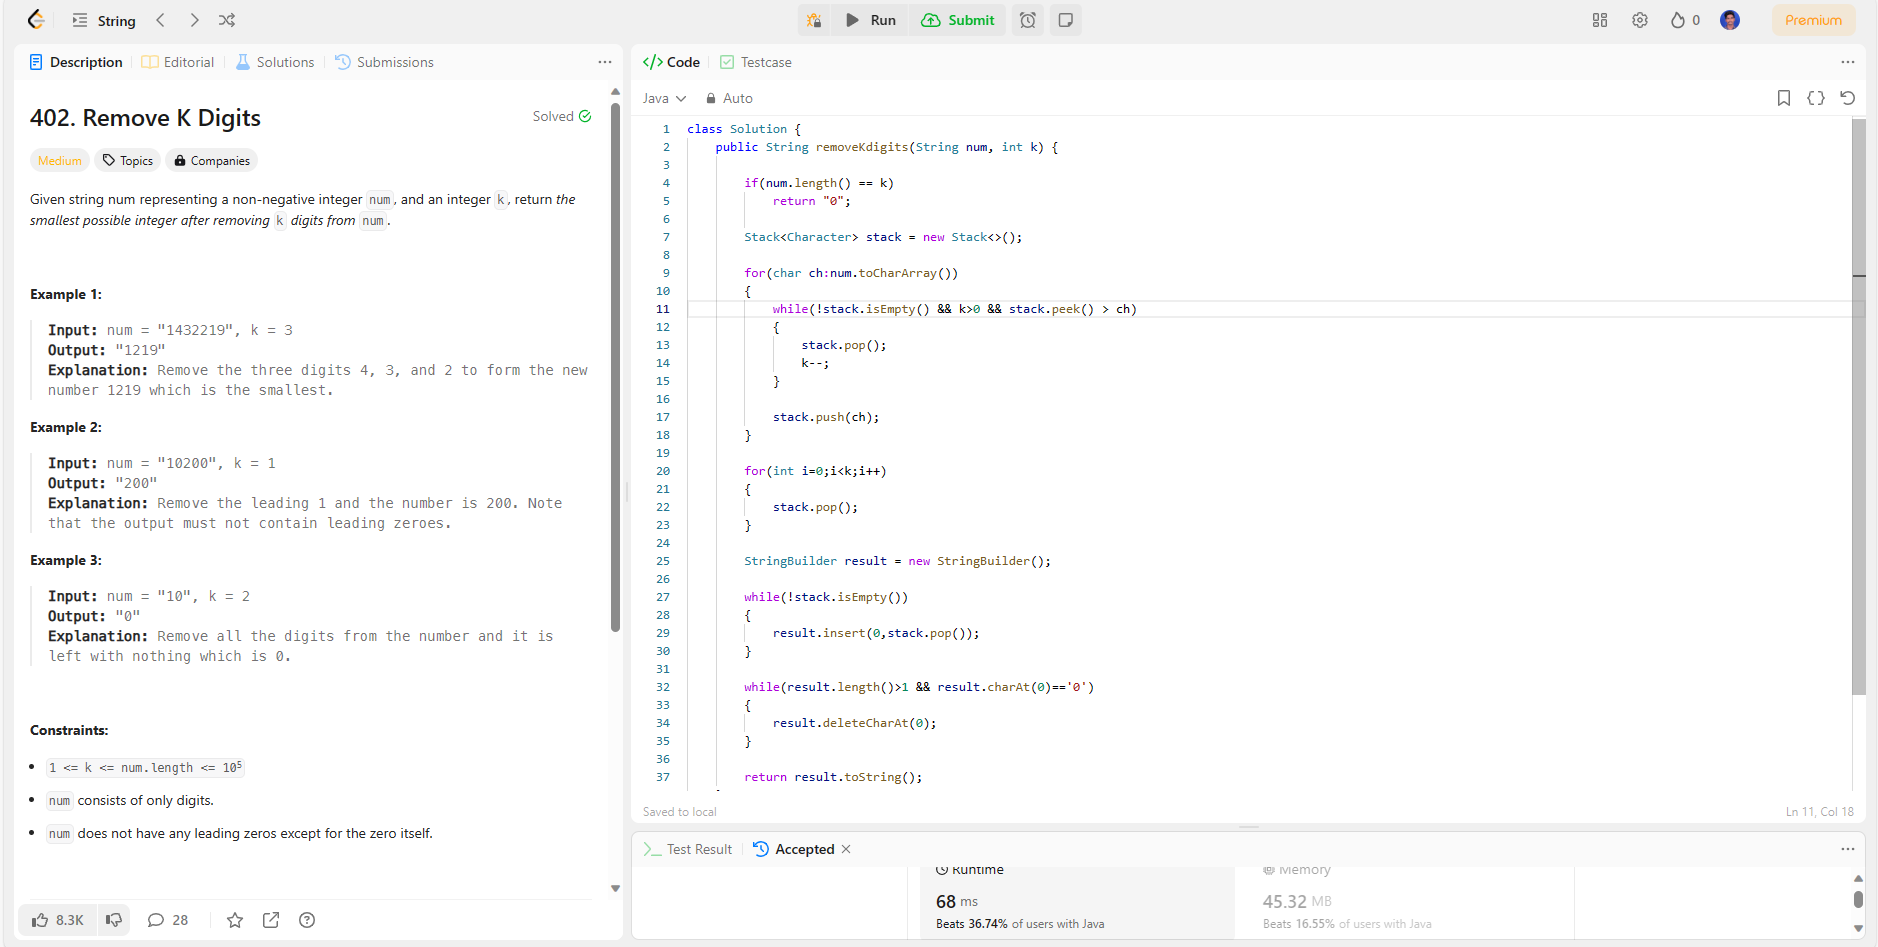 String
Run
Submit
0
Premium
Description
Editorial
Solutions
Submissions
402. Remove K Digits
Solved
Medium
Topics
Companies
Given string num representing a non-negative integer num, and an integer k, return the
smallest possible integer after removing k digits from num.
Example 1:
Input: num = "1432219", k = 3
Output: "1219"
Explanation: Remove the three digits 4, 3, and 2 to form the new
number 1219 which is the smallest.
Example 2:
Input: num = "10200", k = 1
Output: "200"
Explanation: Remove the leading 1 and the number is 200. Note
that the output must not contain leading zeroes.
Example 3:
Input: num = "10", k = 2
Output: "0"
Explanation: Remove all the digits from the number and it is
left with nothing which is 0.
Constraints:
• 1 <= k <= num.length <= 10⁵
• num consists of only digits.
• num does not have any leading zeros except for the zero itself.
8.3K
28
</> Code
Testcase
Java
Auto
1 class Solution {
2 public String removeKdigits(String num, int k) {
3
4 if(num.length() == k)
5 return "0";
6
7 Stack<Character> stack = new Stack<>();
8
9 for(char ch:num.toCharArray())
10 {
11 while(!stack.isEmpty() && k>0 && stack.peek() > ch)
12 {
13 stack.pop();
14 k--;
15 }
16
17 stack.push(ch);
18 }
19
20 for(int i=0;i<k;i++)
21 {
22 stack.pop();
23 }
24
25 StringBuilder result = new StringBuilder();
26
27 while(!stack.isEmpty())
28 {
29 result.insert(0,stack.pop());
30 }
31
32 while(result.length()>1 && result.charAt(0)=='0')
33 {
34 result.deleteCharAt(0);
35 }
36
37 return result.toString();
Saved to local
Ln 11, Col 18
Test Result
Accepted
Runtime
68 ms
Beats 36.74% of users with Java
Memory
45.32 MB
Beats 16.55% of users with Java